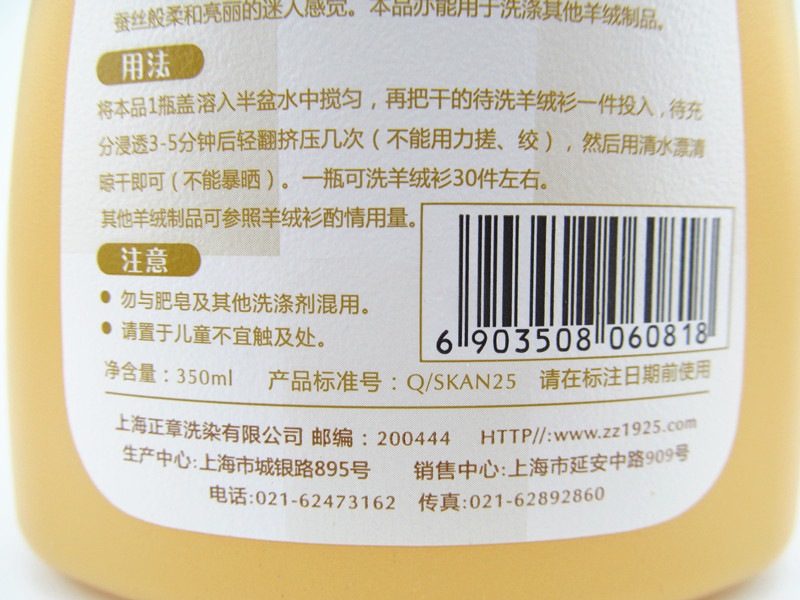 蚕丝般柔和亮丽的迷人感觉。本品亦能用于洗涤其他羊绒制品。
用法
将本品1瓶盖溶入半盆水中搅匀，再把干的待洗羊绒衫一件投入，待充
分浸透3-5分钟后轻翻挤压几次（不能用力搓、绞），然后用清水漂清
晾干即可（不能暴晒）。一瓶可洗羊绒衫30件左右。
其他羊绒制品可参照羊绒衫酌情用量。
注意
● 勿与肥皂及其他洗涤剂混用。
● 请置于儿童不宜触及处。
6 903508 060818
净含量：350ml 产品标准号：Q/SKAN25 请在标注日期前使用
上海正章洗染有限公司 邮编：200444 HTTP//:www.zz1925.com
生产中心:上海市城银路895号 销售中心:上海市延安中路909号
电话:021-62473162 传真:021-62892860